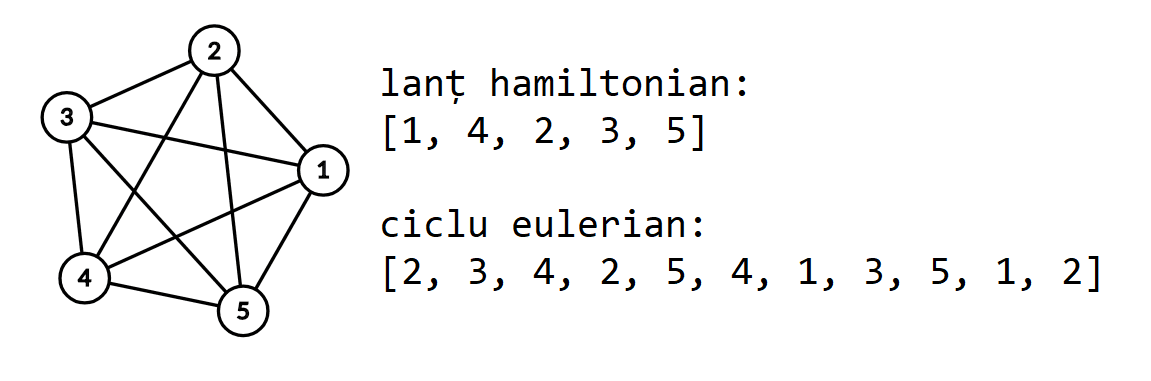 2
3
1
4
5
lanț hamiltonian:
[1, 4, 2, 3, 5]
ciclu eulerian:
[2, 3, 4, 2, 5, 4, 1, 3, 5, 1, 2]